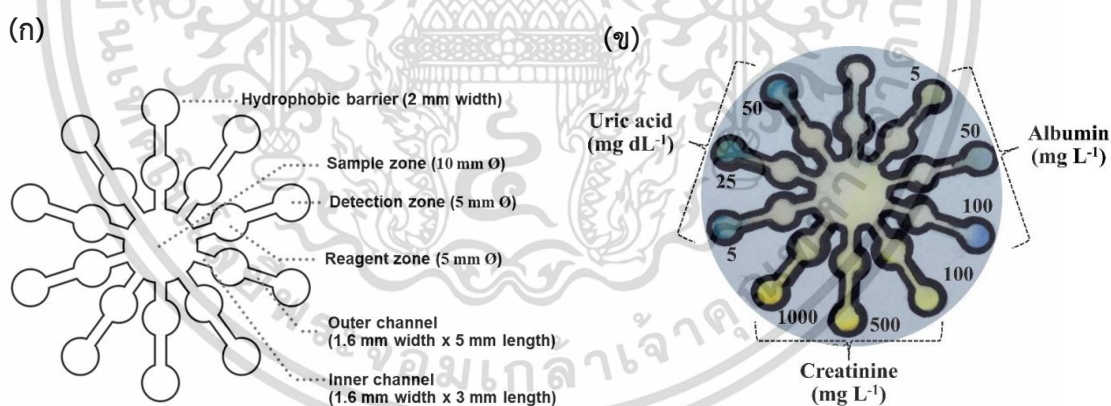 (ก)
Hydrophobic barrier (2 mm width)
Sample zone (10 mm Ø)
Detection zone (5 mm Ø)
Reagent zone (5 mm Ø)
Outer channel
(1.6 mm width x 5 mm length)
Inner channel
(1.6 mm width x 3 mm length)
(ข)
Uric acid
(mg dL⁻¹)
50
25
5
5
50
100
Albumin
(mg L⁻¹)
1000
500
100
Creatinine
(mg L⁻¹)